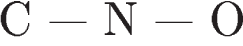 C — N — O